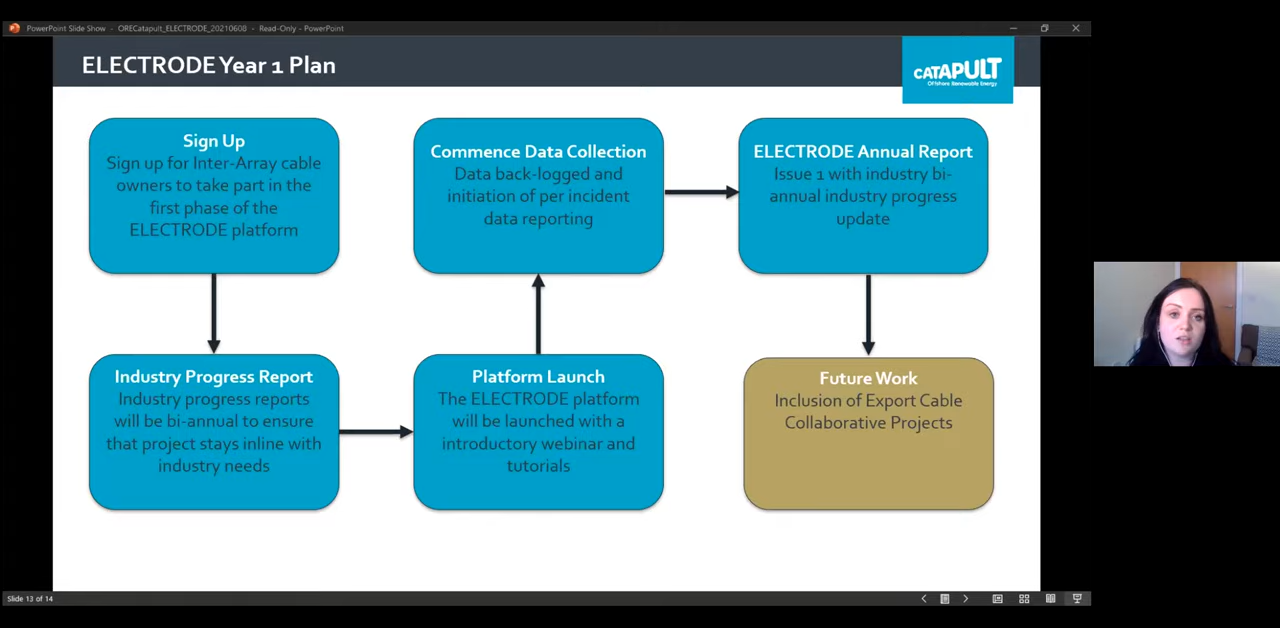 PowerPoint Slide Show - ORECatapult_ELECTRODE_20210608 - Read-Only - PowerPoint
ELECTRODE Year 1 Plan
CATAPULT
Offshore Renewable Energy
Sign Up
Sign up for Inter-Array cable
owners to take part in the
first phase of the
ELECTRODE platform
Commence Data Collection
Data back-logged and
initiation of per incident
data reporting
ELECTRODE Annual Report
Issue 1 with industry bi-
annual industry progress
update
Industry Progress Report
Industry progress reports
will be bi-annual to ensure
that project stays inline with
industry needs
Platform Launch
The ELECTRODE platform
will be launched with a
introductory webinar and
tutorials
Future Work
Inclusion of Export Cable
Collaborative Projects
Slide 13 of 14